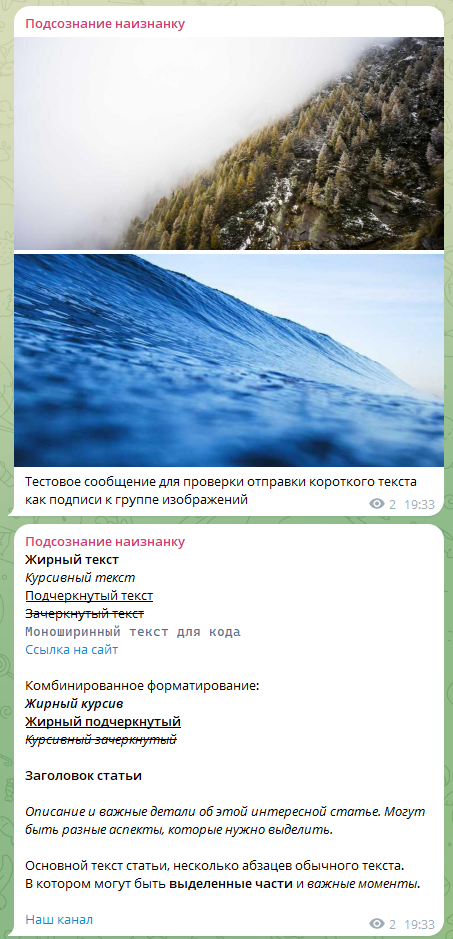 Подсознание наизнанку
Тестовое сообщение для проверки отправки короткого текста
как подписи к группе изображений
2 19:33
Подсознание наизнанку
Жирный текст
Курсивный текст
Подчеркнутый текст
Зачеркнутый текст
Моноширинный текст для кода
Ссылка на сайт
Комбинированное форматирование:
Жирный курсив
Жирный подчеркнутый
Курсивный зачеркнутый
Заголовок статьи
Описание и важные детали об этой интересной статье. Могут
быть разные аспекты, которые нужно выделить.
Основной текст статьи, несколько абзацев обычного текста.
В котором могут быть выделенные части и важные моменты.
Наш канал
2 19:33